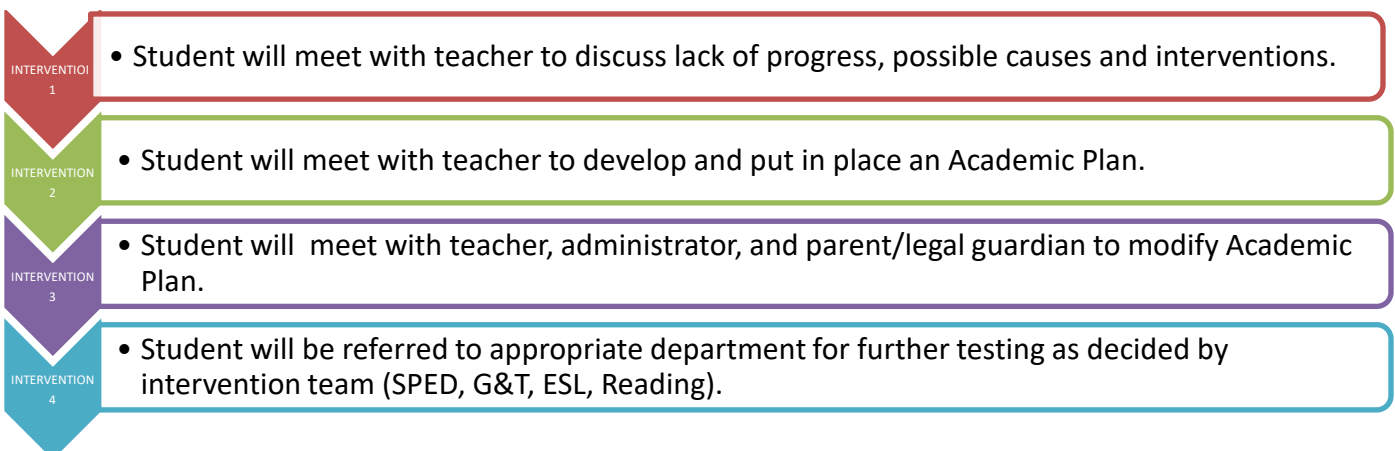 INTERVENTIO
1
• Student will meet with teacher to discuss lack of progress, possible causes and interventions.
INTERVENTION
2
• Student will meet with teacher to develop and put in place an Academic Plan.
INTERVENTION
3
• Student will  meet with teacher, administrator, and parent/legal guardian to modify Academic
Plan.
INTERVENTION
4
• Student will be referred to appropriate department for further testing as decided by
intervention team (SPED, G&T, ESL, Reading).